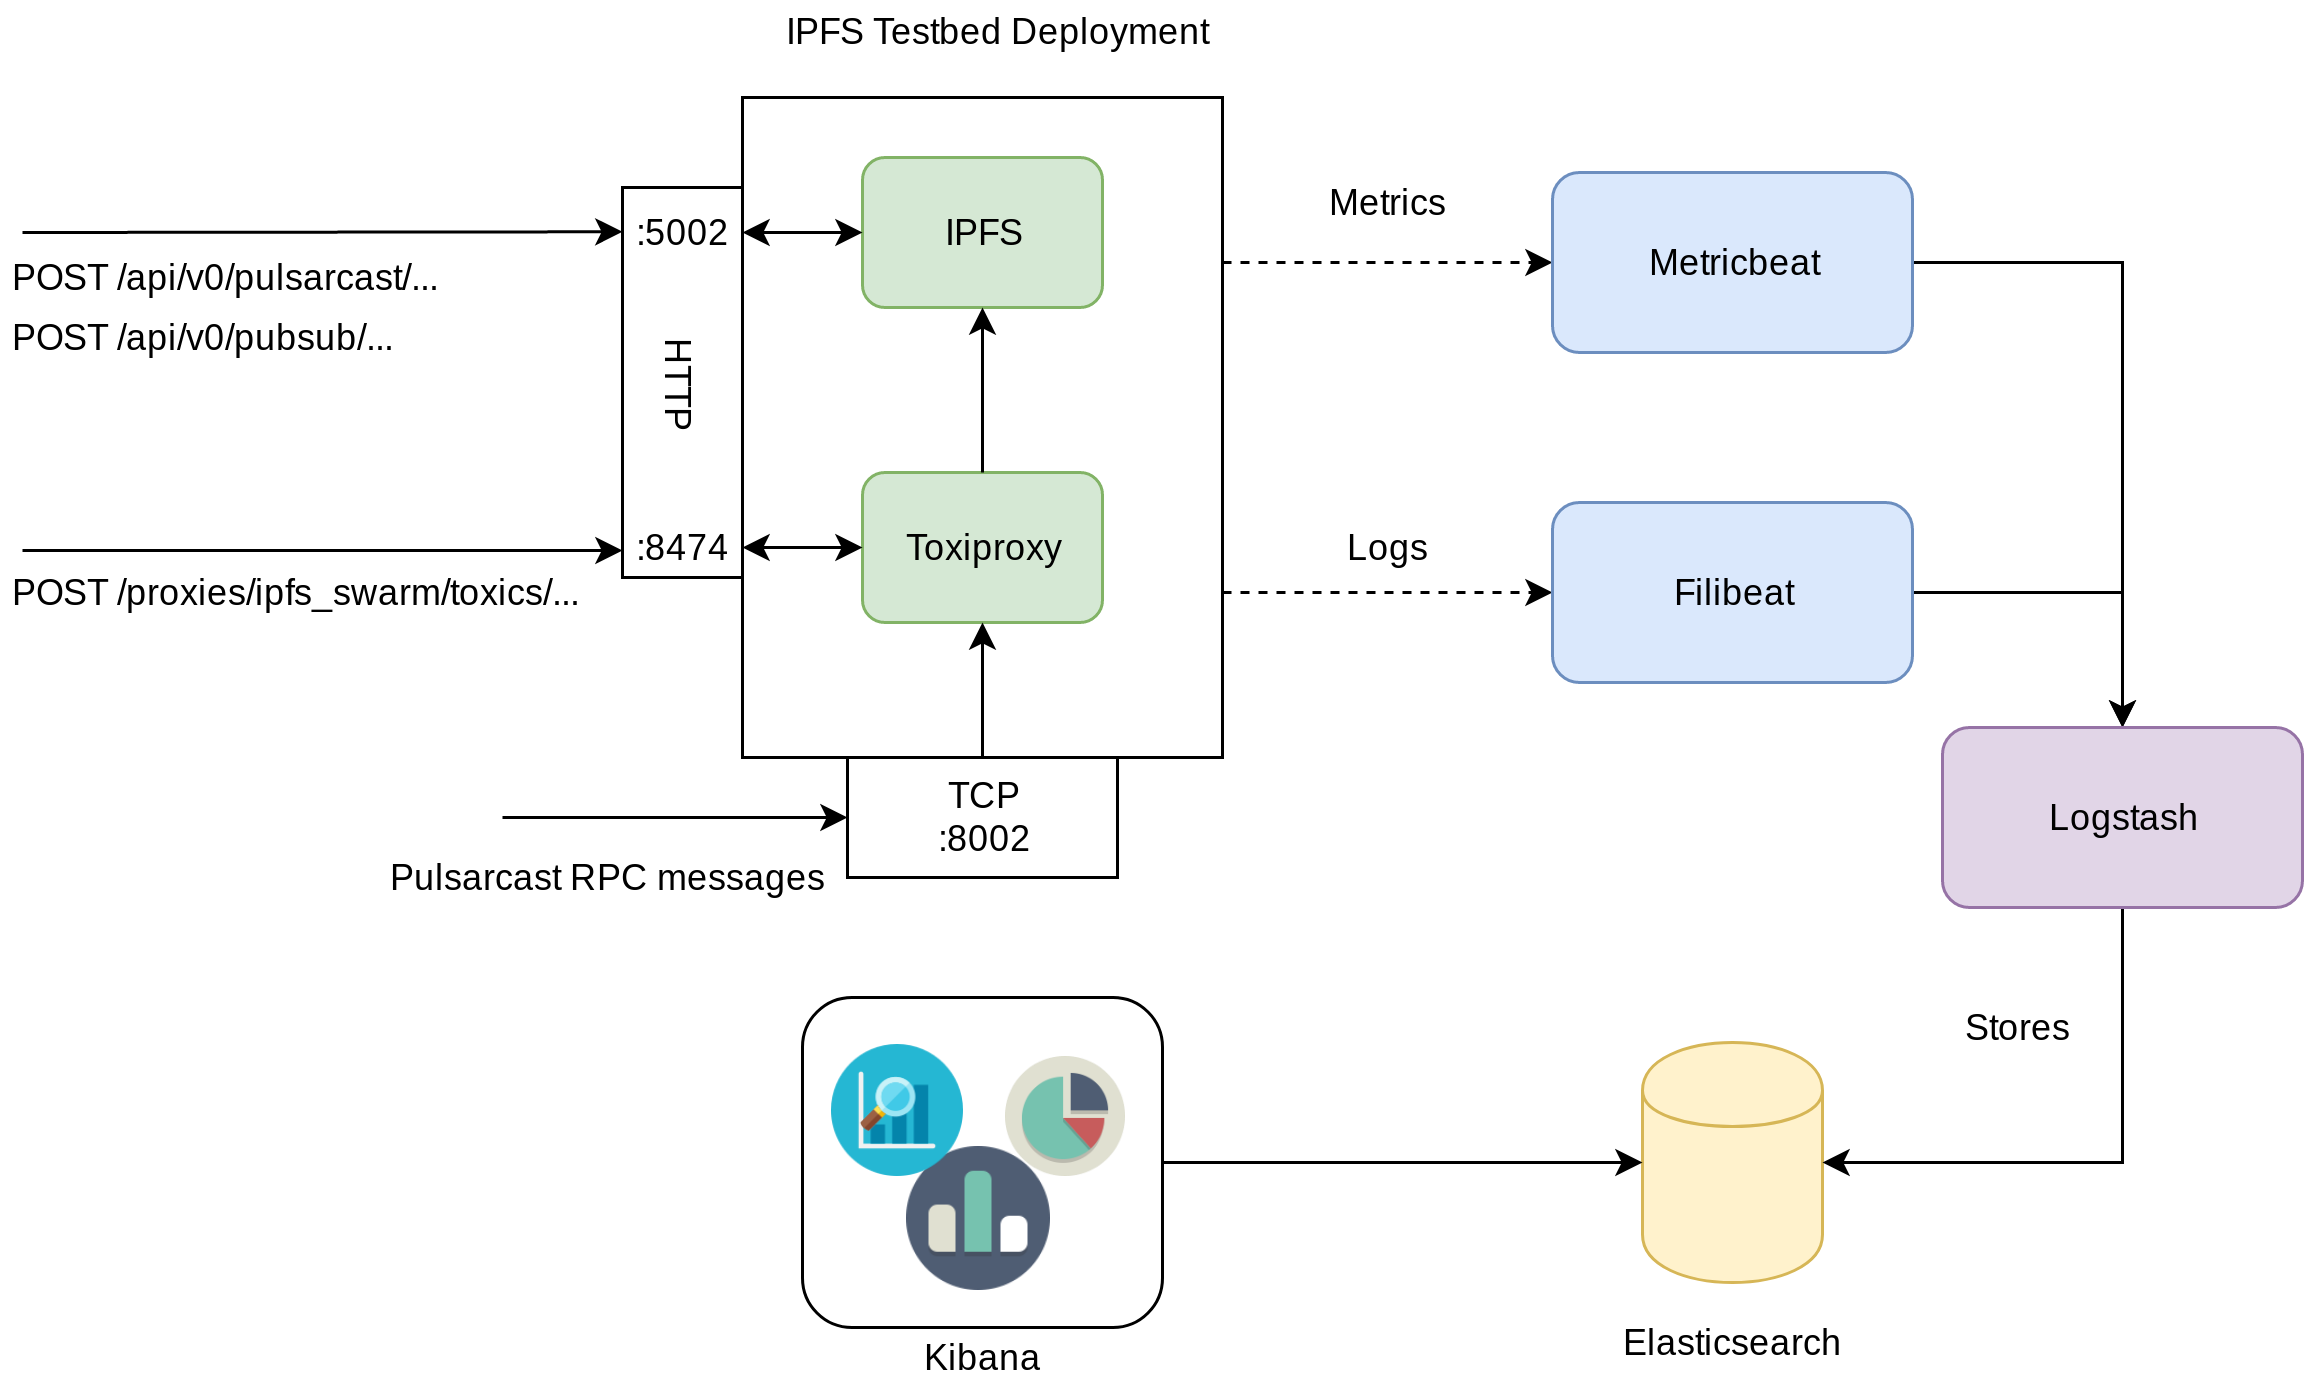 IPFS Testbed Deployment
:5002
IPFS
POST /api/v0/pulsarcast/...
POST /api/v0/pubsub/...
HTTP
:8474
Toxiproxy
POST /proxies/ipfs_swarm/toxics/...
TCP
:8002
Pulsarcast RPC messages
Metrics
Metricbeat
Logs
Filibeat
Logstash
Stores
Elasticsearch
Kibana